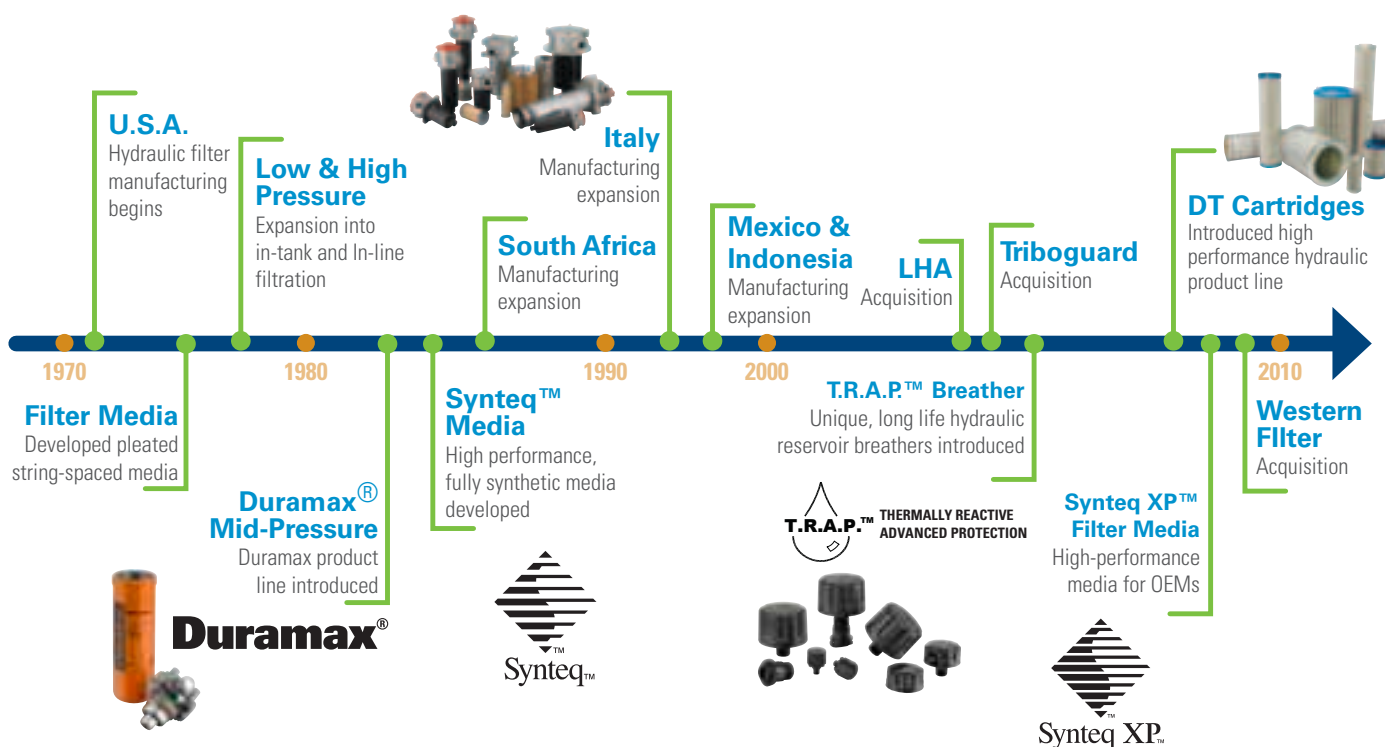 U.S.A.
Hydraulic filter
manufacturing
begins
Low & High
Pressure
Expansion into
in-tank and In-line
filtration
South Africa
Manufacturing
expansion
Italy
Manufacturing
expansion
Mexico &
Indonesia
Manufacturing
expansion
LHA
Acquisition
Triboguard
Acquisition
DT Cartridges
Introduced high
performance hydraulic
product line
1970
1980
1990
2000
2010
Filter Media
Developed pleated
string-spaced media
Duramax®
Mid-Pressure
Duramax product
line introduced
Duramax®
Synteq™
Media
High performance,
fully synthetic media
developed
™
Synteq™
T.R.A.P.™ Breather
Unique, long life hydraulic
reservoir breathers introduced
T.R.A.P.™ THERMALLY REACTIVE
ADVANCED PROTECTION
Synteq XP™
Filter Media
High-performance
media for OEMs
™
Synteq XP™
Western
FIlter
Acquisition